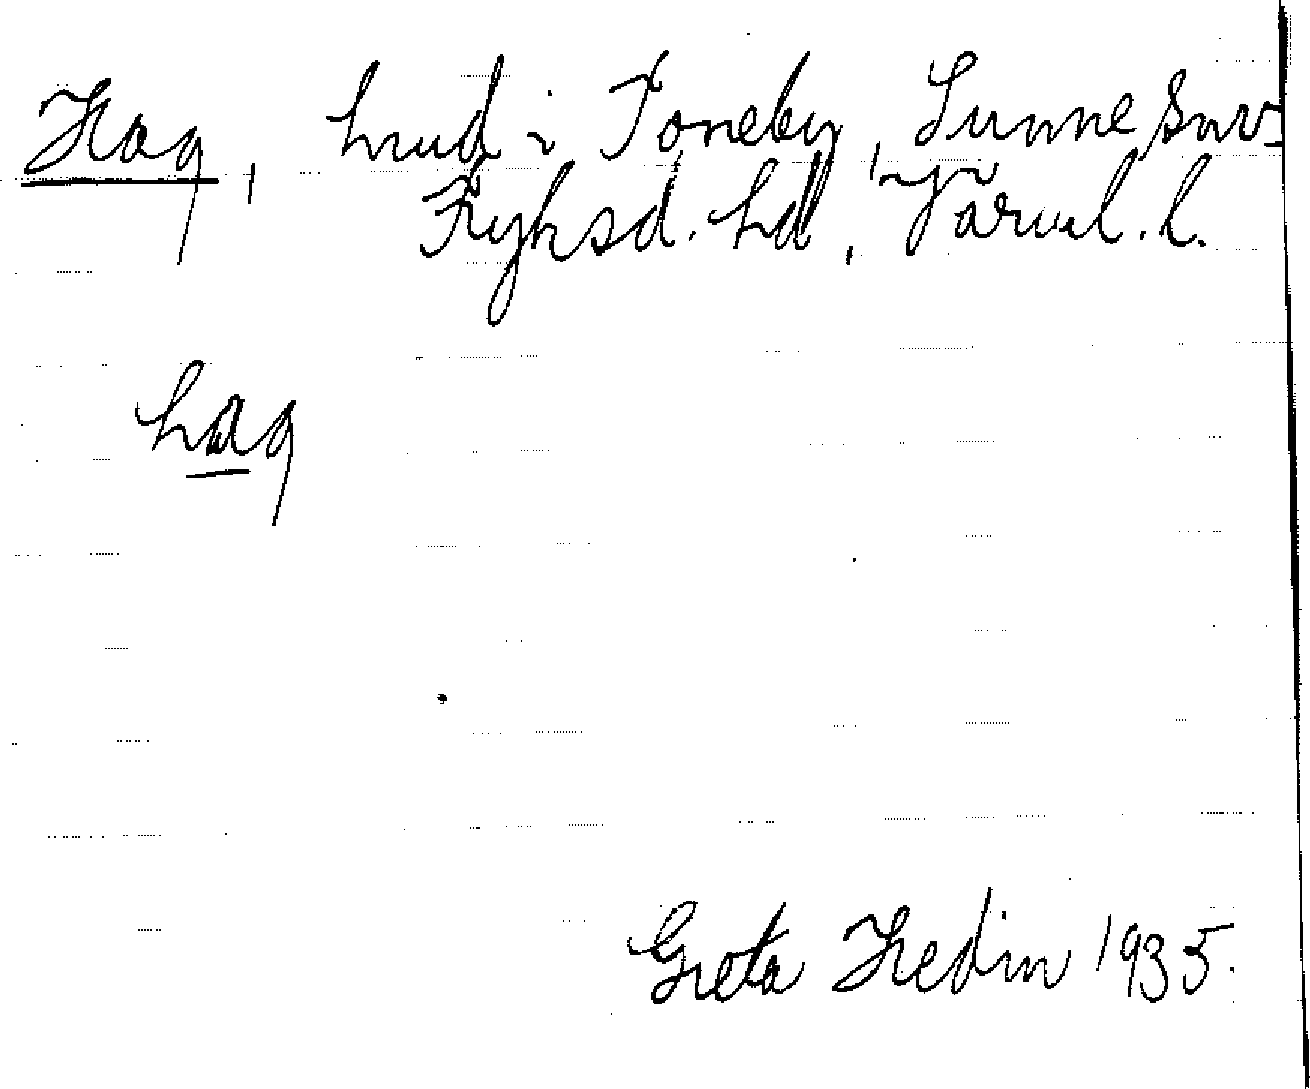 Hag, hmd i Toneby, Sunne sn
Fryksd. hd, Värml. l.
hag
Greta Hedin 1935.